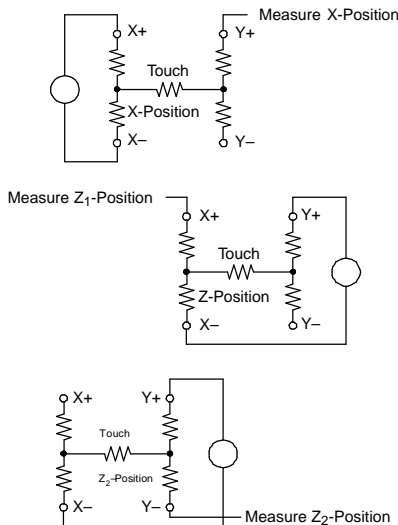 Measure X-Position
X+ Y+
Touch
X-Position
X– Y–
Measure Z1-Position
X+ Y+
Touch
Z-Position
X– Y–
X+ Y+
Touch
Z2-Position
X– Y–
Measure Z2-Position